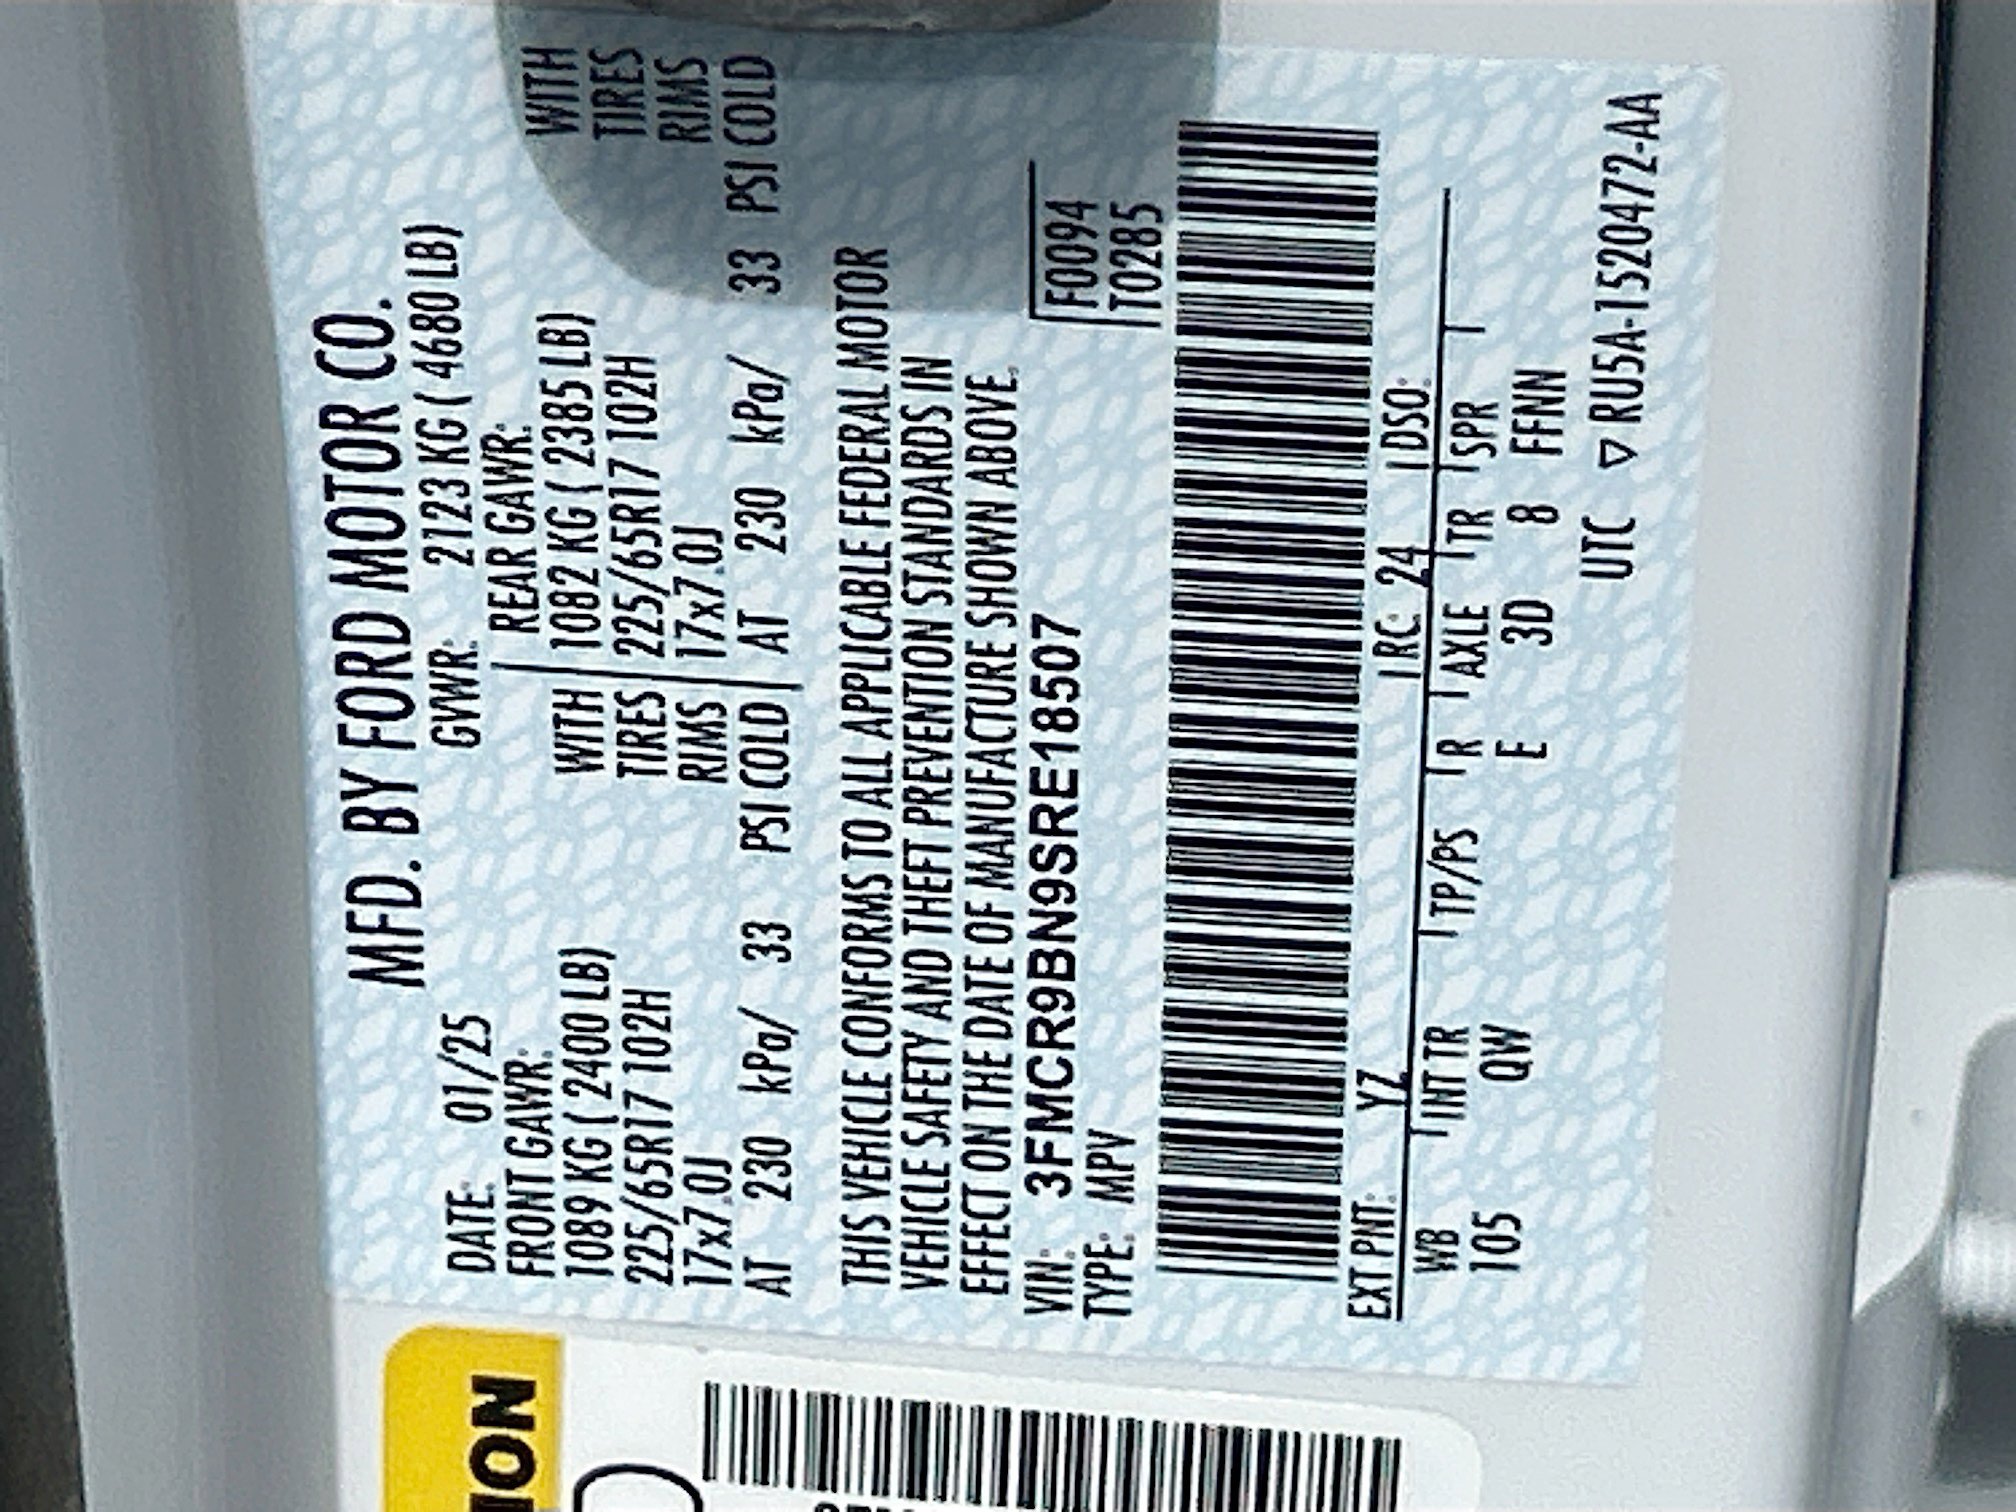 MFD. BY FORD MOTOR CO.
DATE: 01/25 GVWR: 2123 KG ( 4680 LB)
FRONT GAWR: REAR GAWR:
1089 KG ( 2400 LB) WITH 1082 KG ( 2385 LB) WITH
225/65R17 102H TIRES 225/65R17 102H TIRES
17x7.0J RIMS 17x7.0J RIMS
AT 230 kPa/ 33 PSI COLD AT 230 kPa/ 33 PSI COLD
THIS VEHICLE CONFORMS TO ALL APPLICABLE FEDERAL MOTOR
VEHICLE SAFETY AND THEFT PREVENTION STANDARDS IN
EFFECT ON THE DATE OF MANUFACTURE SHOWN ABOVE.
VIN: 3FMCR9BN9SRE18507 F0094
TYPE: MPV T0285
EXT PNT: YZ RC: 24 DSO:
WB INT TR TP/PS R AXLE TR SPR
105 QW E 3D 8 FFNN
UTC ▽ RU5A-1520472-AA